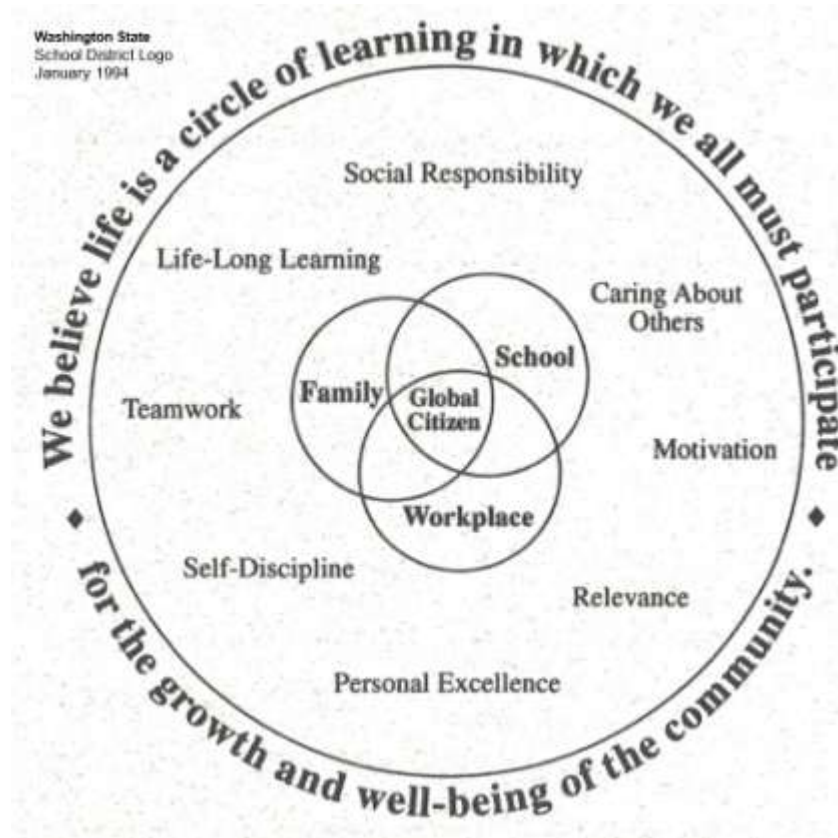 Washington State
School District Logo
January 1994
We believe life is a circle of learning in which we all must participate
Social Responsibility
Life-Long Learning
Caring About
Others
School
Family
Global
Citizen
Teamwork
Motivation
Workplace
Self-Discipline
Relevance
Personal Excellence
♦ for the growth and well-being of the community. ♦